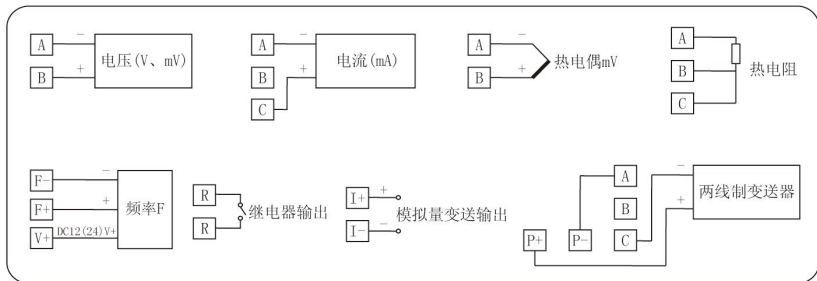 A − 电压(V、mV)
B +
A − 电流(mA)
B
C +
A − 热电偶mV
B +
A
B 热电阻
C
F- −
F+ + 频率F
V+ DC12(24)V+
R 继电器输出
R
I+ + 模拟量变送输出
I- −
A − 两线制变送器
B +
P+ P- C